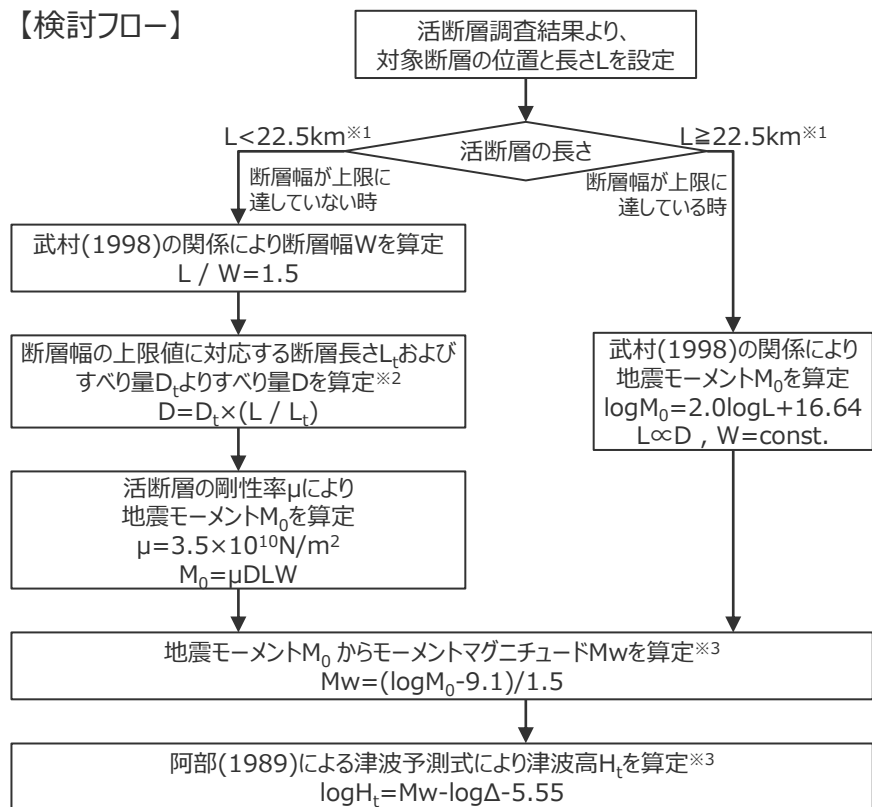 【検討フロー】
活断層調査結果より、
対象断層の位置と長さLを設定
L<22.5km※1
活断層の長さ
L≧22.5km※1
断層幅が上限に
達していない時
断層幅が上限に
達している時
武村(1998)の関係により断層幅Wを算定
L / W=1.5
断層幅の上限値に対応する断層長さLtおよび
すべり量Dtよりすべり量Dを算定※2
D=Dt×(L / Lt)
活断層の剛性率μにより
地震モーメントM0を算定
μ=3.5×10¹⁰N/m²
M0=μDLW
武村(1998)の関係により
地震モーメントM0を算定
logM0=2.0logL+16.64
L∝D , W=const.
地震モーメントM0 からモーメントマグニチュードMwを算定※3
Mw=(logM0-9.1)/1.5
阿部(1989)による津波予測式により津波高Htを算定※3
logHt=Mw-logΔ-5.55